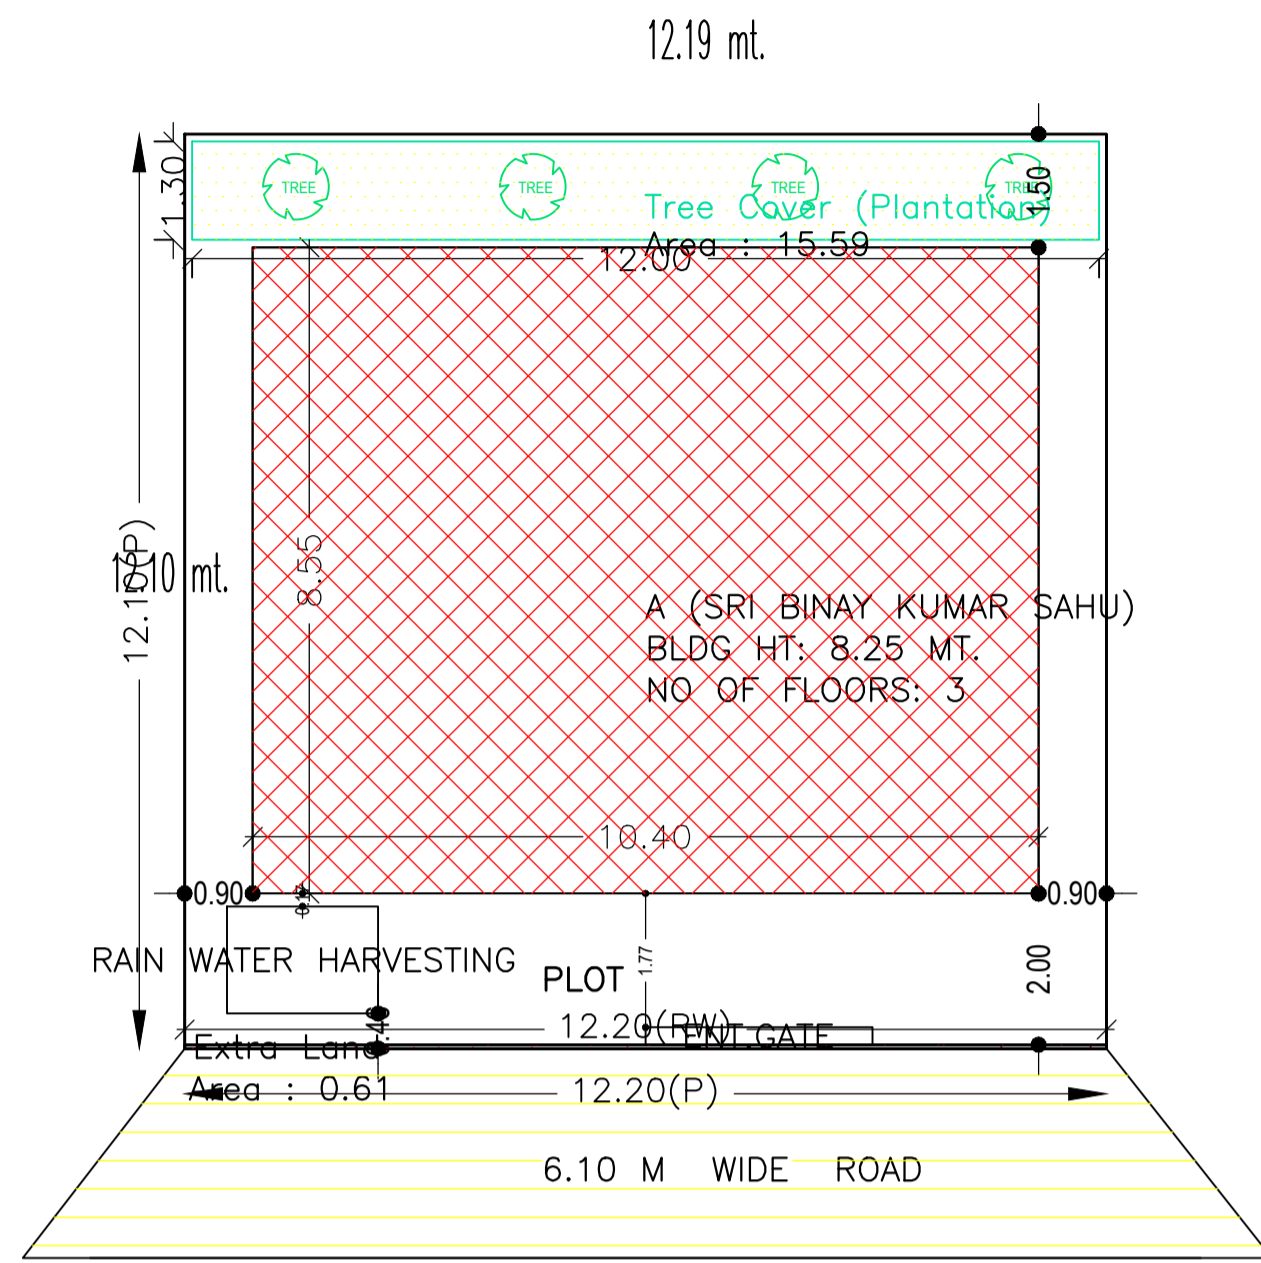 12.19 mt.
1.30
TREE
TREE
TREE
TREE
1.50
Tree Cover (Plantation)
Area : 15.59
12.00
12.10(P)
12.10 mt.
8.55
A (SRI BINAY KUMAR SAHU)
BLDG HT: 8.25 MT.
NO OF FLOORS: 3
10.40
0.90
0.17
0.90
RAIN WATER HARVESTING
PLOT
1.77
2.00
12.20(RW)
ENT.GATE
Extra Land
Area : 0.61
12.20(P)
6.10 M WIDE ROAD